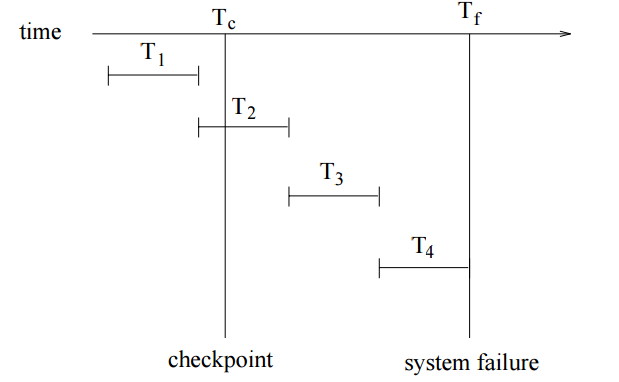 time
Tc
Tf
T1
T2
T3
T4
checkpoint
system failure